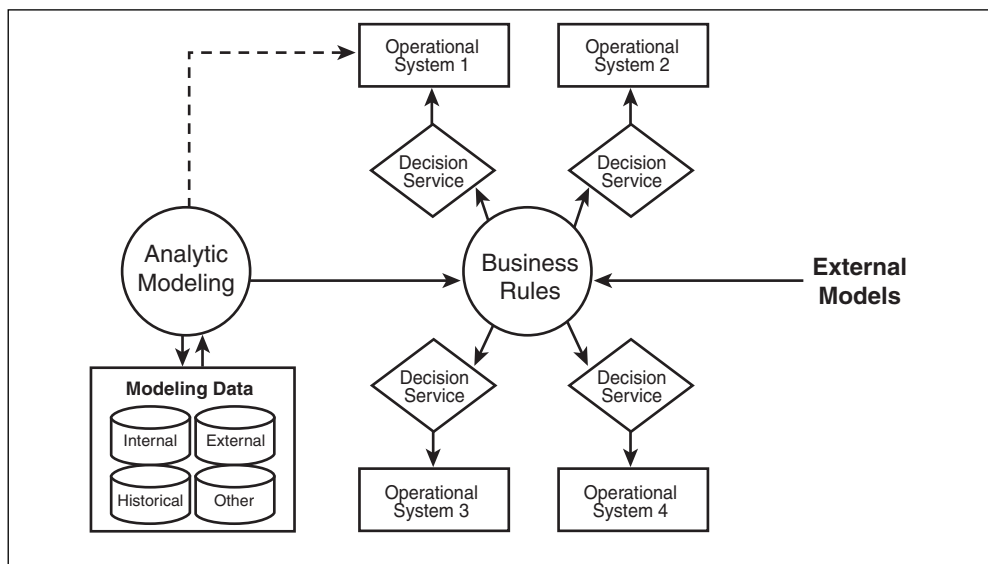 Operational
System 1
Operational
System 2
Decision
Service
Decision
Service
Analytic
Modeling
Business
Rules
External
Models
Modeling Data
Internal
External
Historical
Other
Decision
Service
Decision
Service
Operational
System 3
Operational
System 4